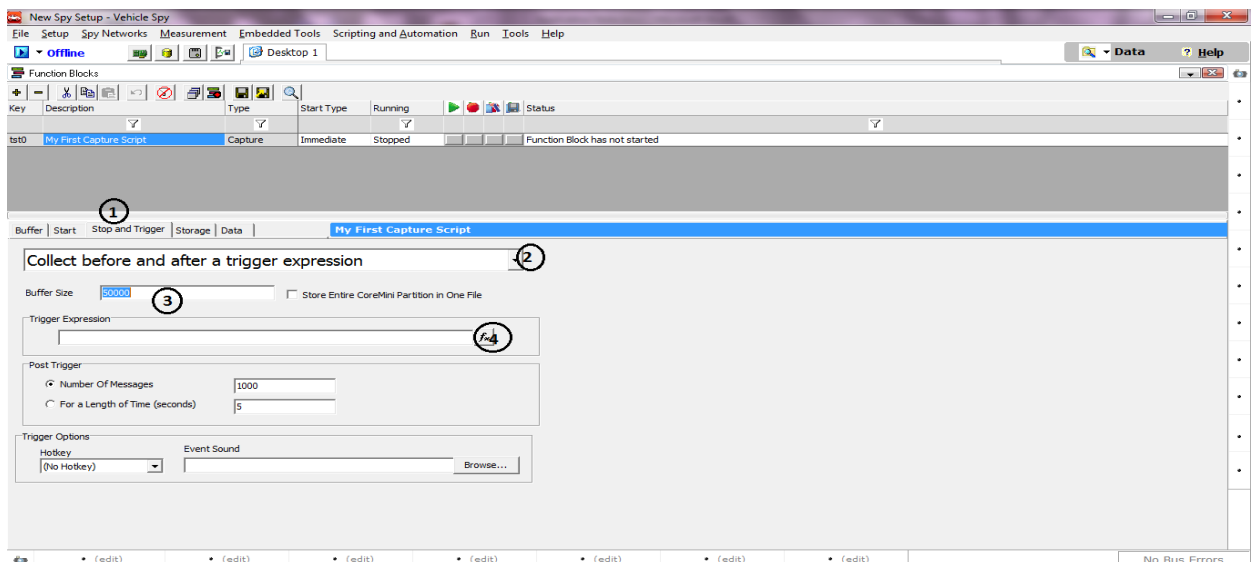 New Spy Setup - Vehicle Spy
File Setup Spy Networks Measurement Embedded Tools Scripting and Automation Run Tools Help
Offline Desktop 1 Data ? Help
Function Blocks
Key Description Type Start Type Running Status
tst0 My First Capture Script Capture Immediate Stopped Function Block has not started
1
Buffer Start Stop and Trigger Storage Data My First Capture Script
Collect before and after a trigger expression 2
Buffer Size 50000 3 Store Entire CoreMini Partition in One File
Trigger Expression
4
Post Trigger
Number Of Messages 1000
For a Length of Time (seconds) 5
Trigger Options
Hotkey Event Sound
(No Hotkey) Browse...
(edit) (edit) (edit) (edit) (edit) (edit) (edit) No Bus Errors